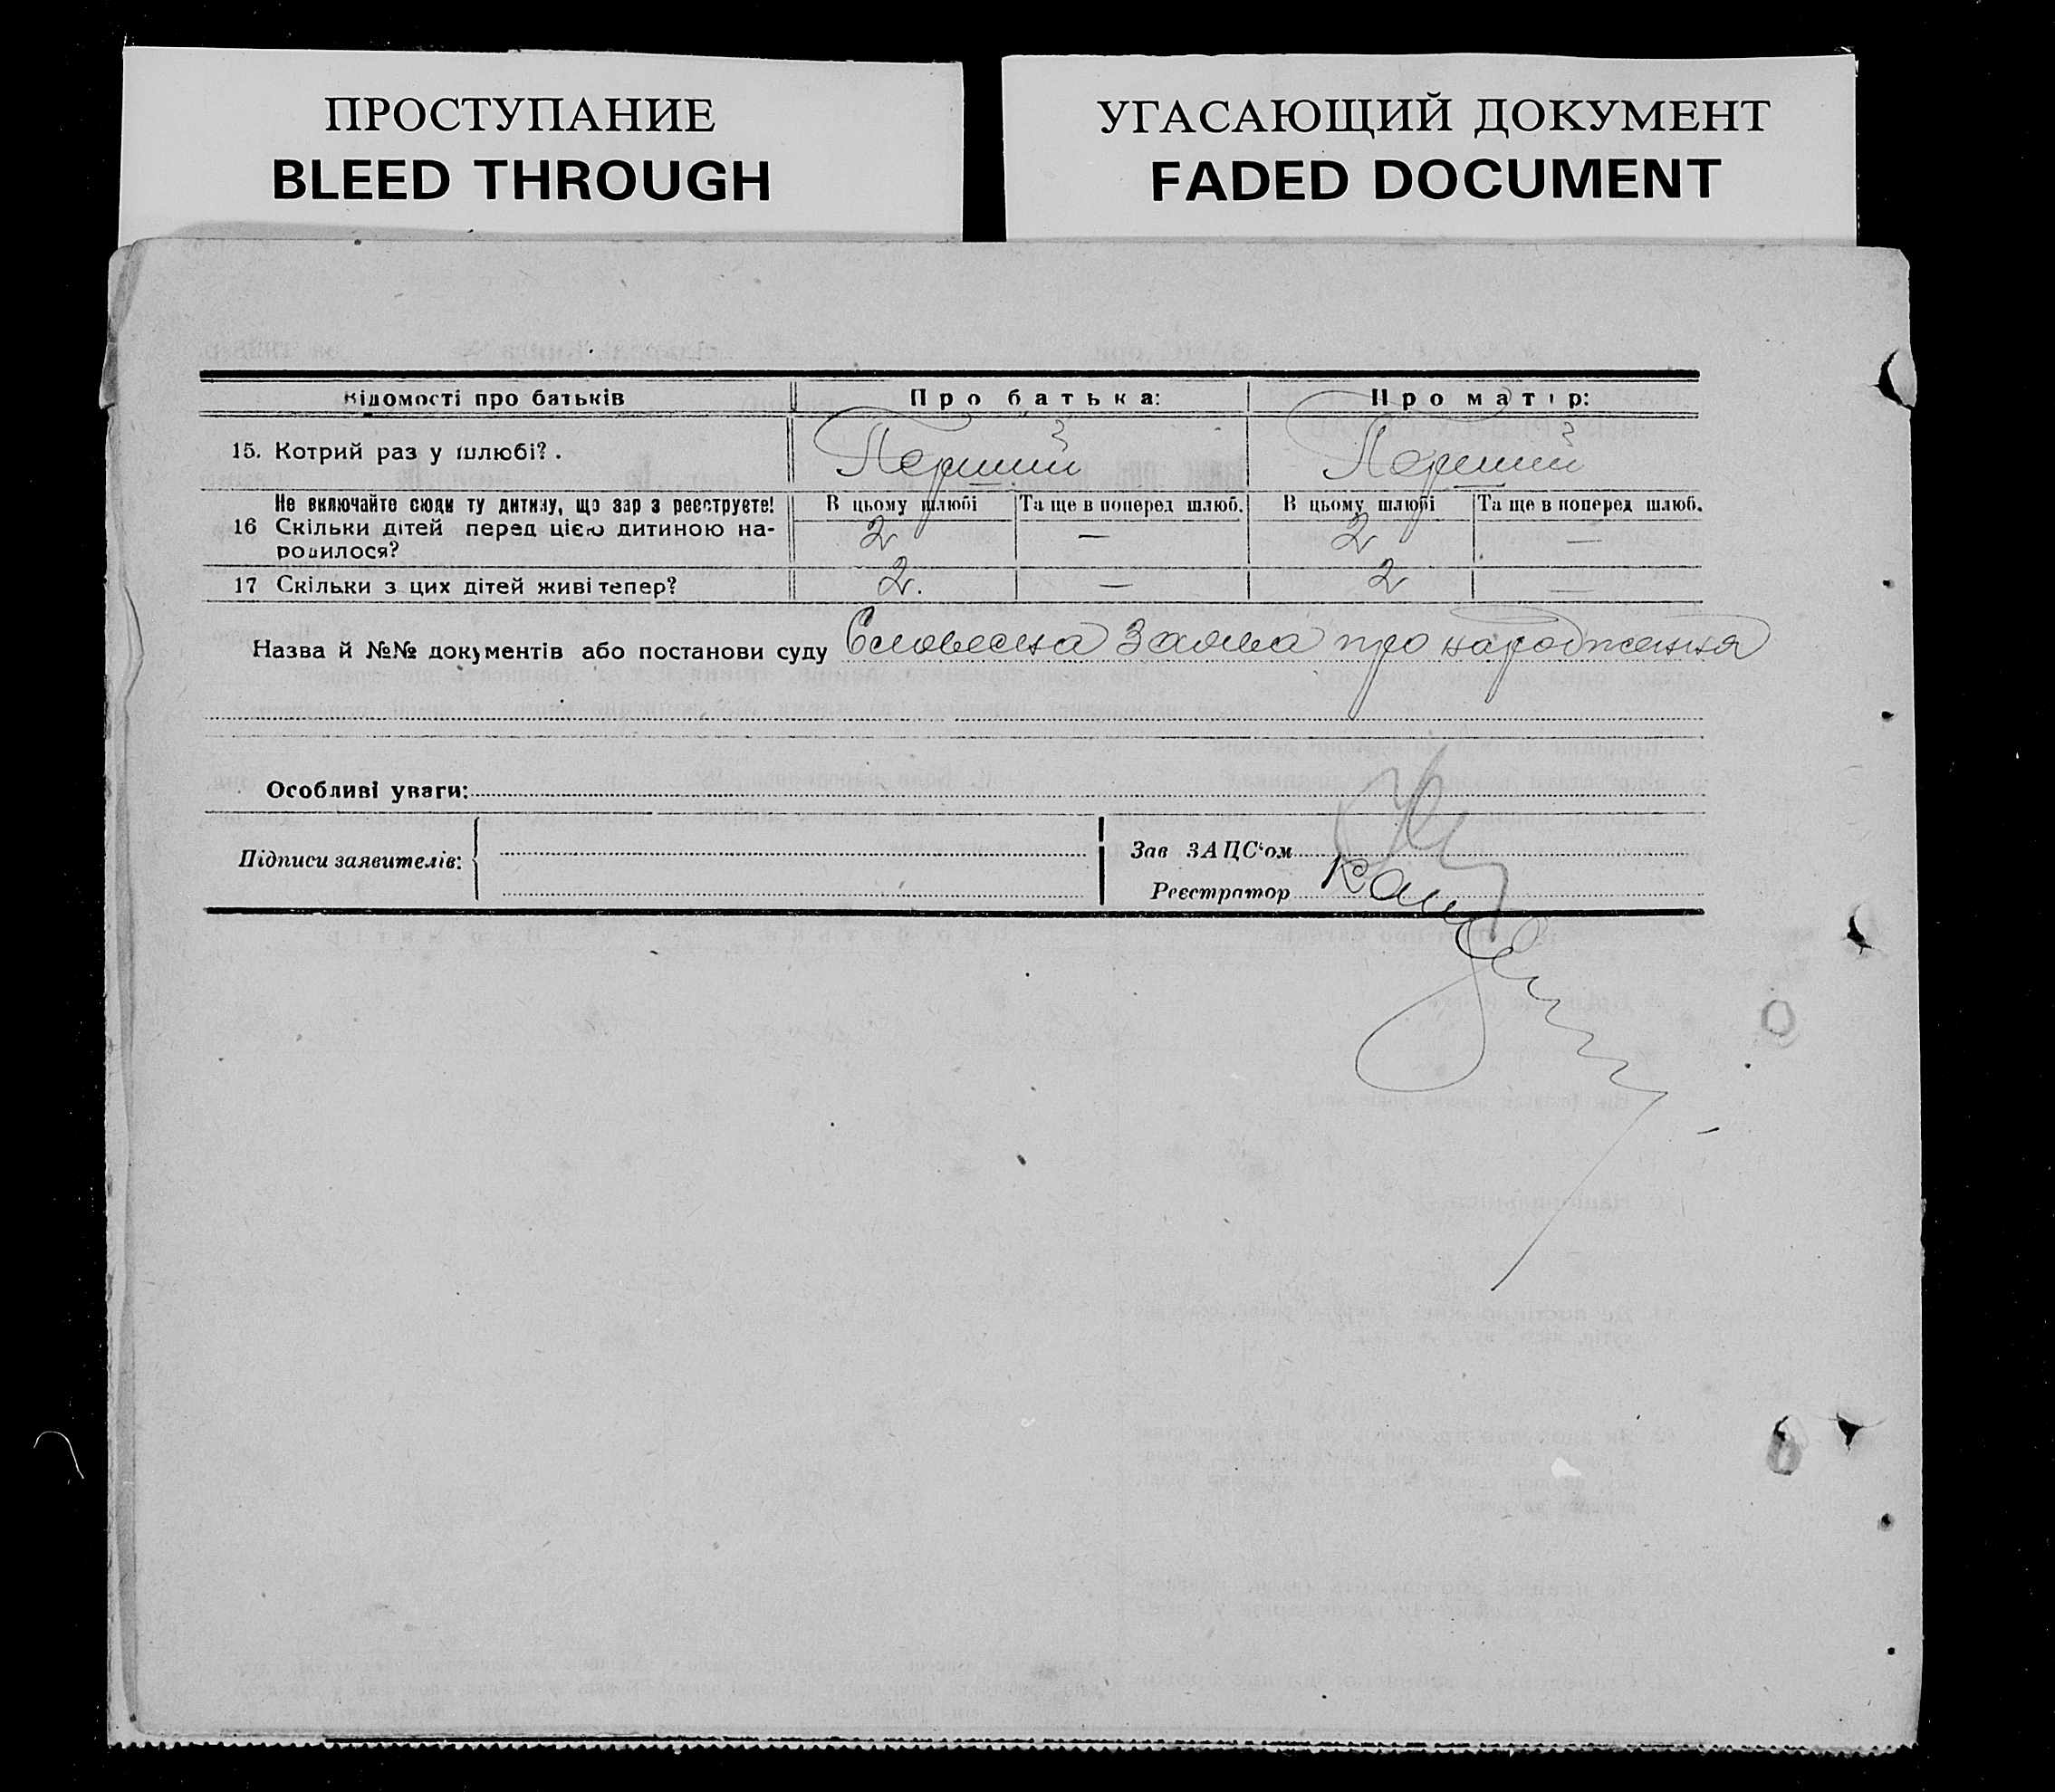 ПРОСТУПАНИЕ
BLEED THROUGH
УГАСАЮЩИЙ ДОКУМЕНТ
FADED DOCUMENT
Відомості про батьків Про батька: Про матір:
15. Котрий раз у шлюбі?. Перший Перший
Не включайте сюди ту дитину, що зар з реєструєте! В цьому шлюбі Та ще в поперед шлюб. В цьому шлюбі Та ще в поперед шлюб.
16 Скільки дітей перед цією дитиною на- 2 — 2 —
родилося?
17 Скільки з цих дітей живі тепер? 2. — 2 —
Назва й №№ документів або постанови суду Словесна Заява про народження
Особливі уваги:
Підписи заявителів:
Зав ЗАЦС'ом
Реєстратор